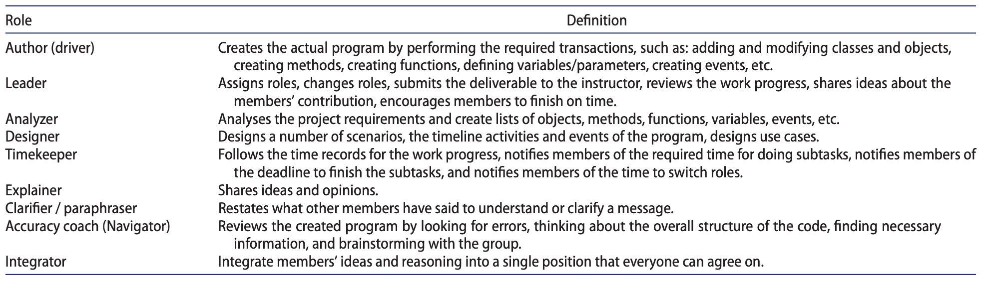 Role Definition
Author (driver) Creates the actual program by performing the required transactions, such as: adding and modifying classes and objects,
creating methods, creating functions, defining variables/parameters, creating events, etc.
Leader Assigns roles, changes roles, submits the deliverable to the instructor, reviews the work progress, shares ideas about the
members’ contribution, encourages members to finish on time.
Analyzer Analyses the project requirements and create lists of objects, methods, functions, variables, events, etc.
Designer Designs a number of scenarios, the timeline activities and events of the program, designs use cases.
Timekeeper Follows the time records for the work progress, notifies members of the required time for doing subtasks, notifies members of
the deadline to finish the subtasks, and notifies members of the time to switch roles.
Explainer Shares ideas and opinions.
Clarifier / paraphraser Restates what other members have said to understand or clarify a message.
Accuracy coach (Navigator) Reviews the created program by looking for errors, thinking about the overall structure of the code, finding necessary
information, and brainstorming with the group.
Integrator Integrate members’ ideas and reasoning into a single position that everyone can agree on.